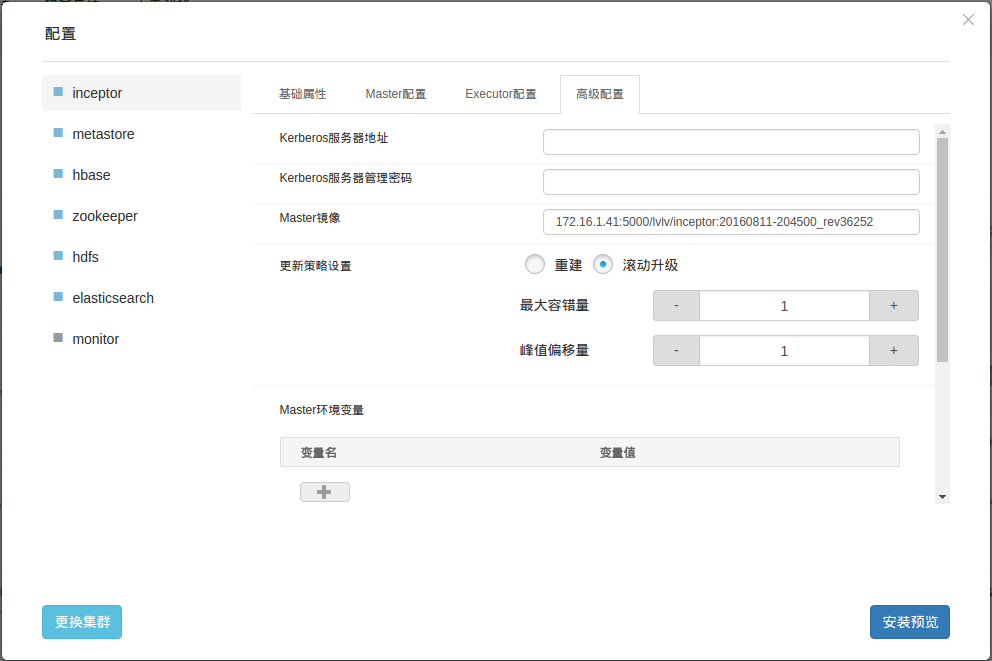 配置
inceptor
metastore
hbase
zookeeper
hdfs
elasticsearch
monitor
基础属性 Master配置 Executor配置 高级配置
Kerberos服务器地址
Kerberos服务器管理密码
Master镜像 172.16.1.41:5000/lvlv/inceptor:20160811-204500_rev36252
更新策略设置 重建 滚动升级
最大容错量 - 1 +
峰值偏移量 - 1 +
Master环境变量
变量名 变量值
更换集群 安装预览